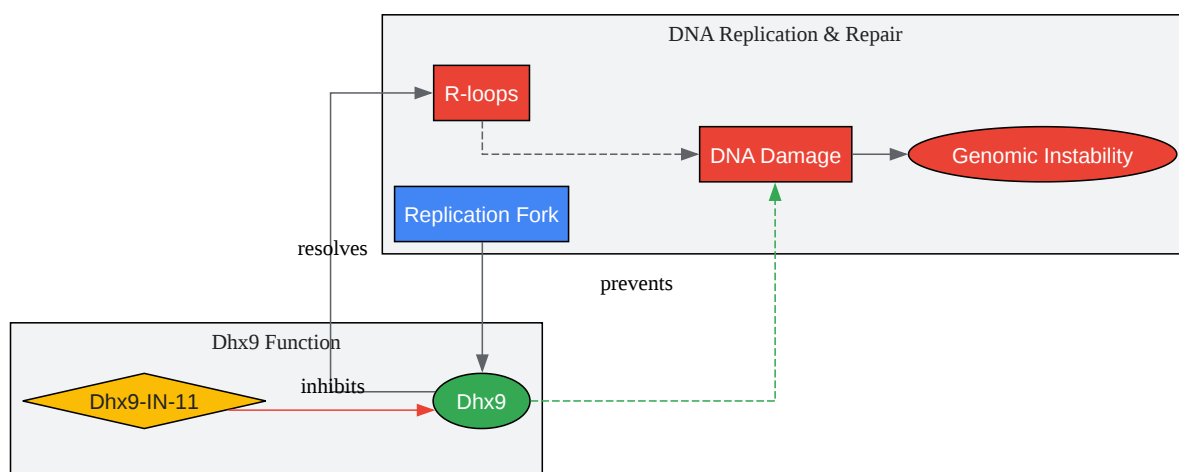 DNA Replication & Repair
R-loops
DNA Damage
Genomic Instability
Replication Fork
resolves
prevents
Dhx9 Function
inhibits
Dhx9-IN-11
Dhx9